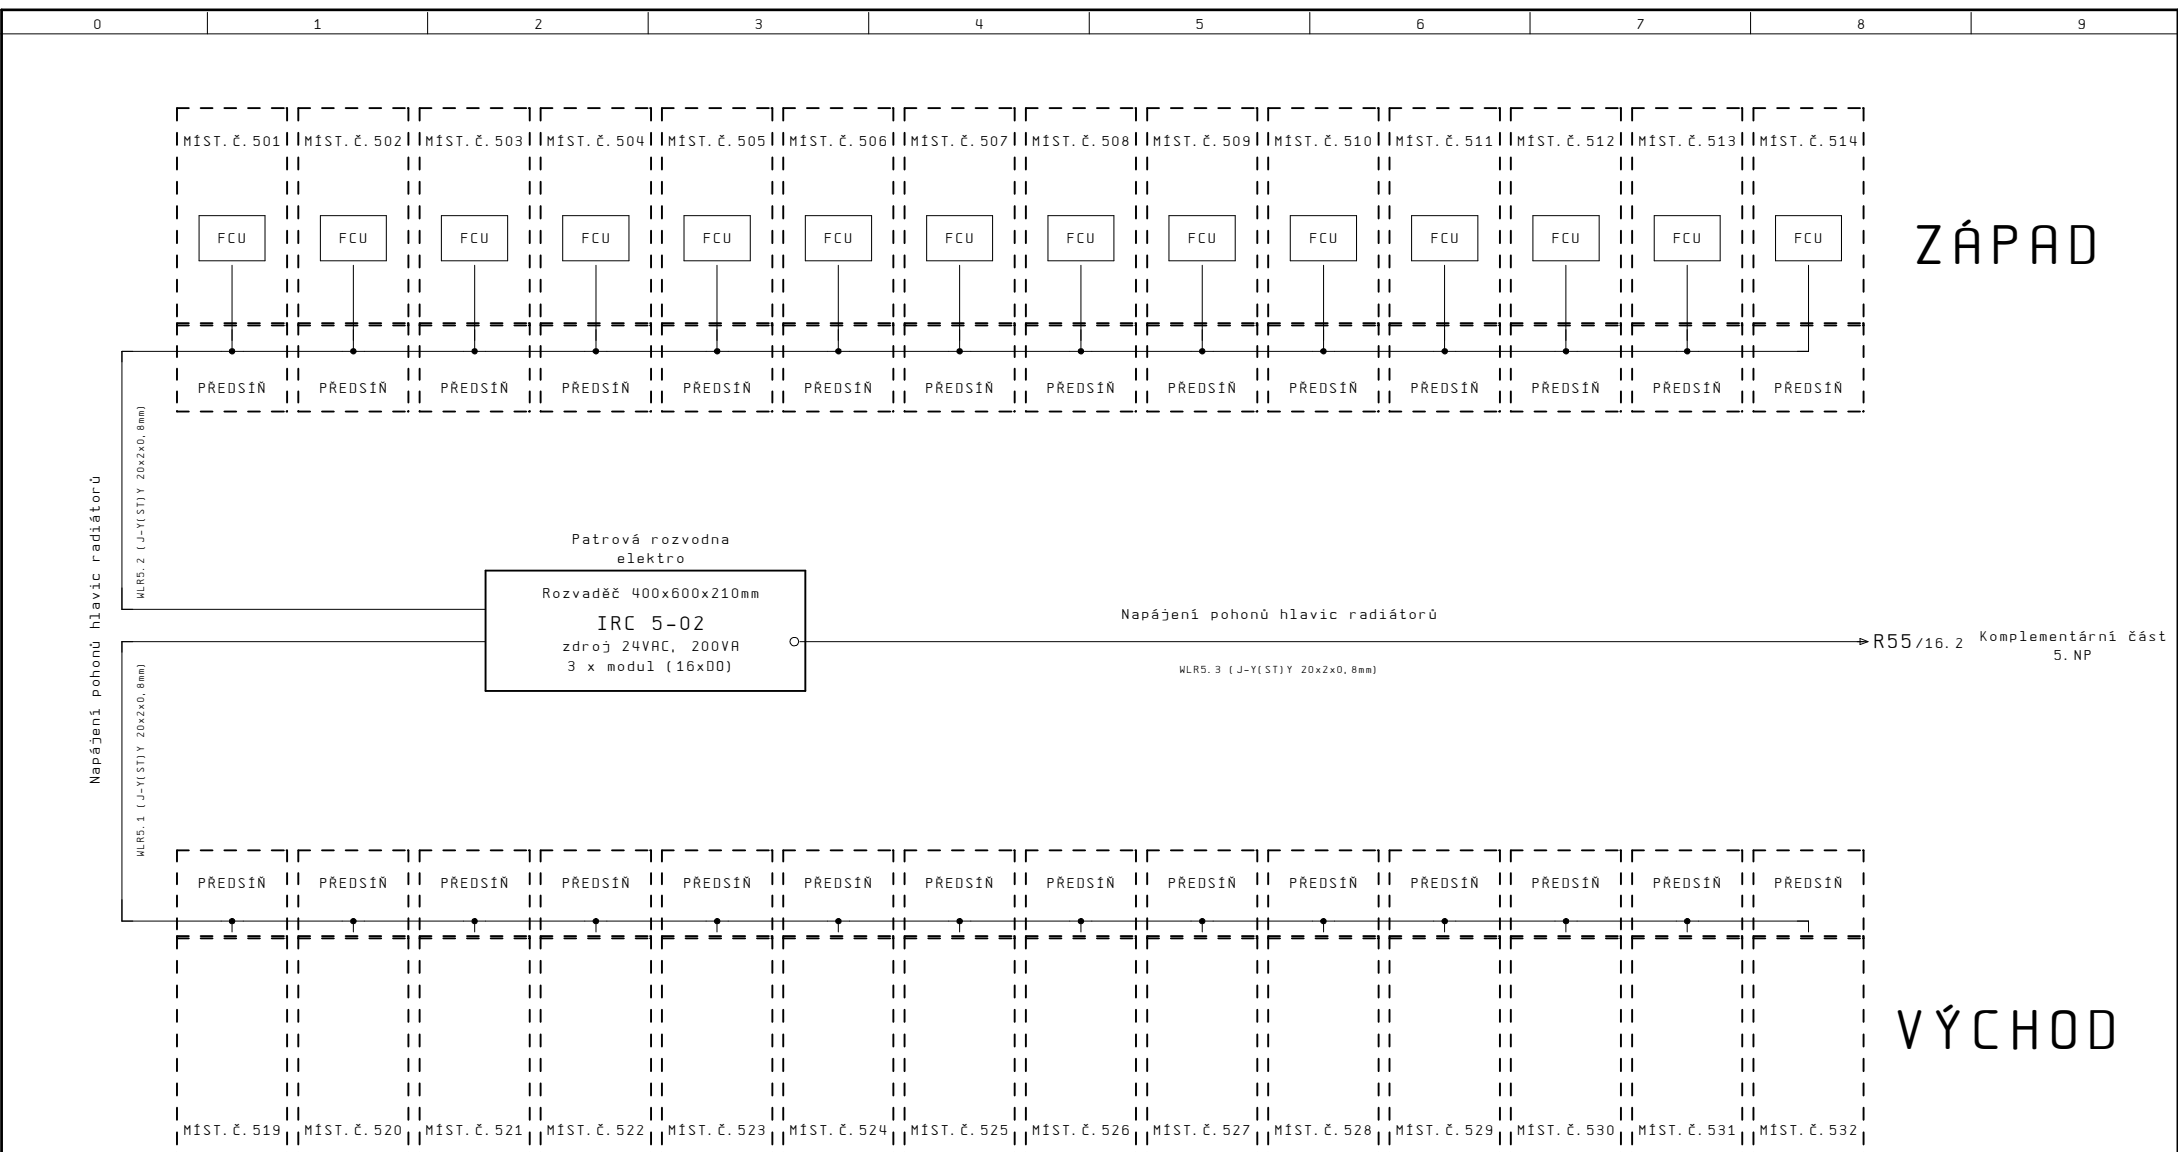 0 1 2 3 4 5 6 7 8 9
MÍST.Č.501 MÍST.Č.502 MÍST.Č.503 MÍST.Č.504 MÍST.Č.505 MÍST.Č.506 MÍST.Č.507 MÍST.Č.508 MÍST.Č.509 MÍST.Č.510 MÍST.Č.511 MÍST.Č.512 MÍST.Č.513 MÍST.Č.514
FCU FCU FCU FCU FCU FCU FCU FCU FCU FCU FCU FCU FCU FCU
ZÁPAD
PŘEDSÍŇ PŘEDSÍŇ PŘEDSÍŇ PŘEDSÍŇ PŘEDSÍŇ PŘEDSÍŇ PŘEDSÍŇ PŘEDSÍŇ PŘEDSÍŇ PŘEDSÍŇ PŘEDSÍŇ PŘEDSÍŇ PŘEDSÍŇ PŘEDSÍŇ
WLR5.2 (J-Y(ST)Y 20x2x0,8mm)
Napájení pohonů hlavic radiátorů
WLR5.1 (J-Y(ST)Y 20x2x0,8mm)
Patrová rozvodna
elektro
Rozvaděč 400x600x210mm
IRC 5-02
zdroj 24VAC, 200VA
3 x modul (16xDO)
Napájení pohonů hlavic radiátorů
WLR5.3 (J-Y(ST)Y 20x2x0,8mm)
R55/16.2
Komplementární část
5.NP
PŘEDSÍŇ PŘEDSÍŇ PŘEDSÍŇ PŘEDSÍŇ PŘEDSÍŇ PŘEDSÍŇ PŘEDSÍŇ PŘEDSÍŇ PŘEDSÍŇ PŘEDSÍŇ PŘEDSÍŇ PŘEDSÍŇ PŘEDSÍŇ PŘEDSÍŇ
VÝCHOD
MÍST.Č.519 MÍST.Č.520 MÍST.Č.521 MÍST.Č.522 MÍST.Č.523 MÍST.Č.524 MÍST.Č.525 MÍST.Č.526 MÍST.Č.527 MÍST.Č.528 MÍST.Č.529 MÍST.Č.530 MÍST.Č.531 MÍST.Č.532